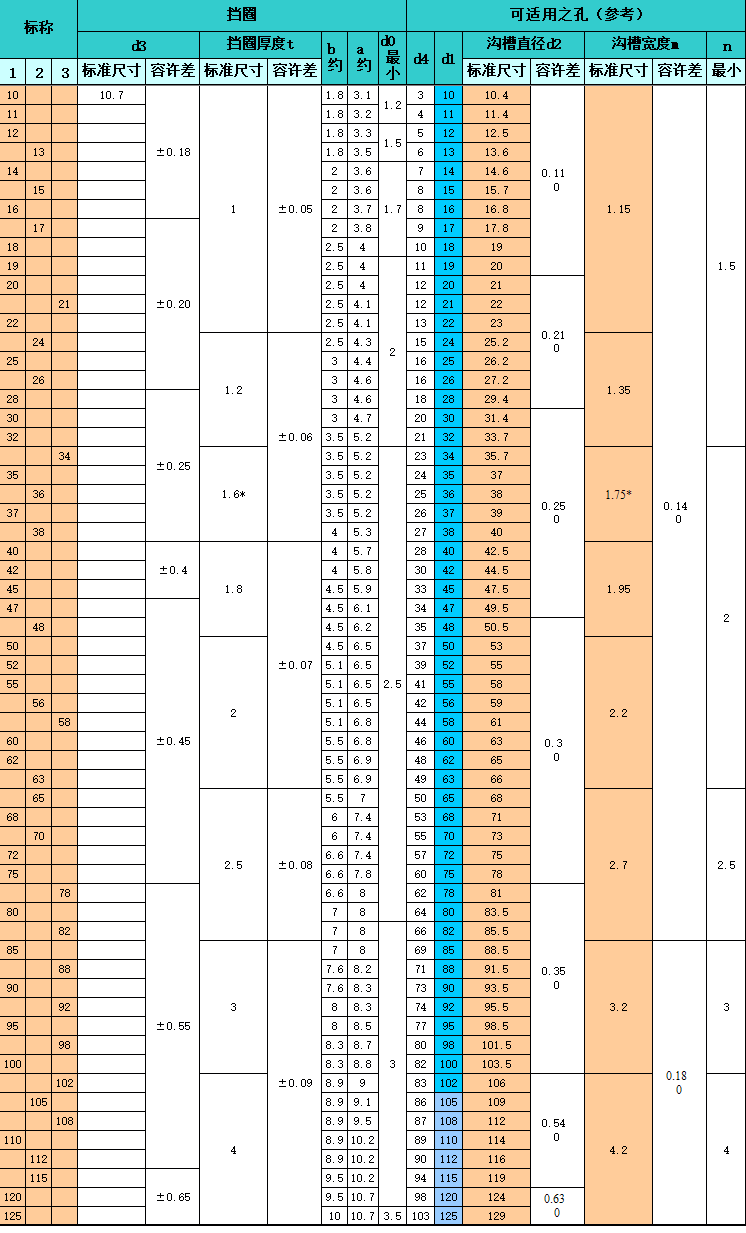 标称 挡圈 可适用之孔（参考）
d3 挡圈厚度t b约 a约 d0最小 d4 d1 沟槽直径d2 沟槽宽度m n
1 2 3 标准尺寸 容许差 标准尺寸 容许差 标准尺寸 容许差 标准尺寸 容许差 最小
10 10.7 1.8 3.1 1.2 3 10 10.4
11 1.8 3.2 4 11 11.4
12 1.8 3.3 1.5 5 12 12.5
13 ±0.18 1.8 3.5 6 13 13.6
14 2 3.6 7 14 14.6 0.11
15 2 3.6 8 15 15.7 0
16 1 ±0.05 2 3.7 1.7 8 16 16.8 1.15
17 2 3.8 9 17 17.8
18 2.5 4 10 18 19
19 2.5 4 11 19 20 1.5
20 2.5 4 12 20 21
21 ±0.20 2.5 4.1 12 21 22
22 2.5 4.1 13 22 23
24 2.5 4.3 2 15 24 25.2 0.21
25 3 4.4 16 25 26.2 0
26 1.2 3 4.6 16 26 27.2 1.35
28 3 4.6 18 28 29.4
30 3 4.7 20 30 31.4
32 ±0.06 3.5 5.2 21 32 33.7
34 ±0.25 3.5 5.2 23 34 35.7
35 3.5 5.2 24 35 37
36 1.6* 3.5 5.2 25 36 38 1.75*
37 3.5 5.2 26 37 39 0.25 0.14
38 4 5.3 27 38 40 0 0
40 4 5.7 28 40 42.5
42 ±0.4 4 5.8 30 42 44.5
45 1.8 4.5 5.9 33 45 47.5 1.95
47 4.5 6.1 34 47 49.5 2
48 4.5 6.2 35 48 50.5
50 4.5 6.5 37 50 53
52 ±0.07 5.1 6.5 39 52 55
55 5.1 6.5 2.5 41 55 58
56 2 5.1 6.5 42 56 59 2.2
58 5.1 6.8 44 58 61
60 ±0.45 5.5 6.8 46 60 63 0.3
62 5.5 6.9 48 62 65 0
63 5.5 6.9 49 63 66
65 5.5 7 50 65 68
68 6 7.4 53 68 71
70 6 7.4 55 70 73
72 2.5 ±0.08 6.6 7.4 57 72 75 2.7 2.5
75 6.6 7.8 60 75 78
78 6.6 8 62 78 81
80 7 8 64 80 83.5
82 7 8 66 82 85.5
85 7 8 69 85 88.5
88 7.6 8.2 71 88 91.5 0.35
90 7.6 8.3 73 90 93.5 0
92 3 8 8.3 74 92 95.5 3.2 3
95 ±0.55 8 8.5 77 95 98.5
98 8.3 8.7 80 98 101.5
100 8.3 8.8 3 82 100 103.5
102 ±0.09 8.9 9 83 102 106 0.18
105 8.9 9.1 86 105 109 0
108 8.9 9.5 87 108 112 0.54
110 8.9 10.2 89 110 114 0
112 4 8.9 10.2 90 112 116 4.2 4
115 9.5 10.2 94 115 119
120 ±0.65 9.5 10.7 98 120 124 0.63
125 10 10.7 3.5 103 125 129 0